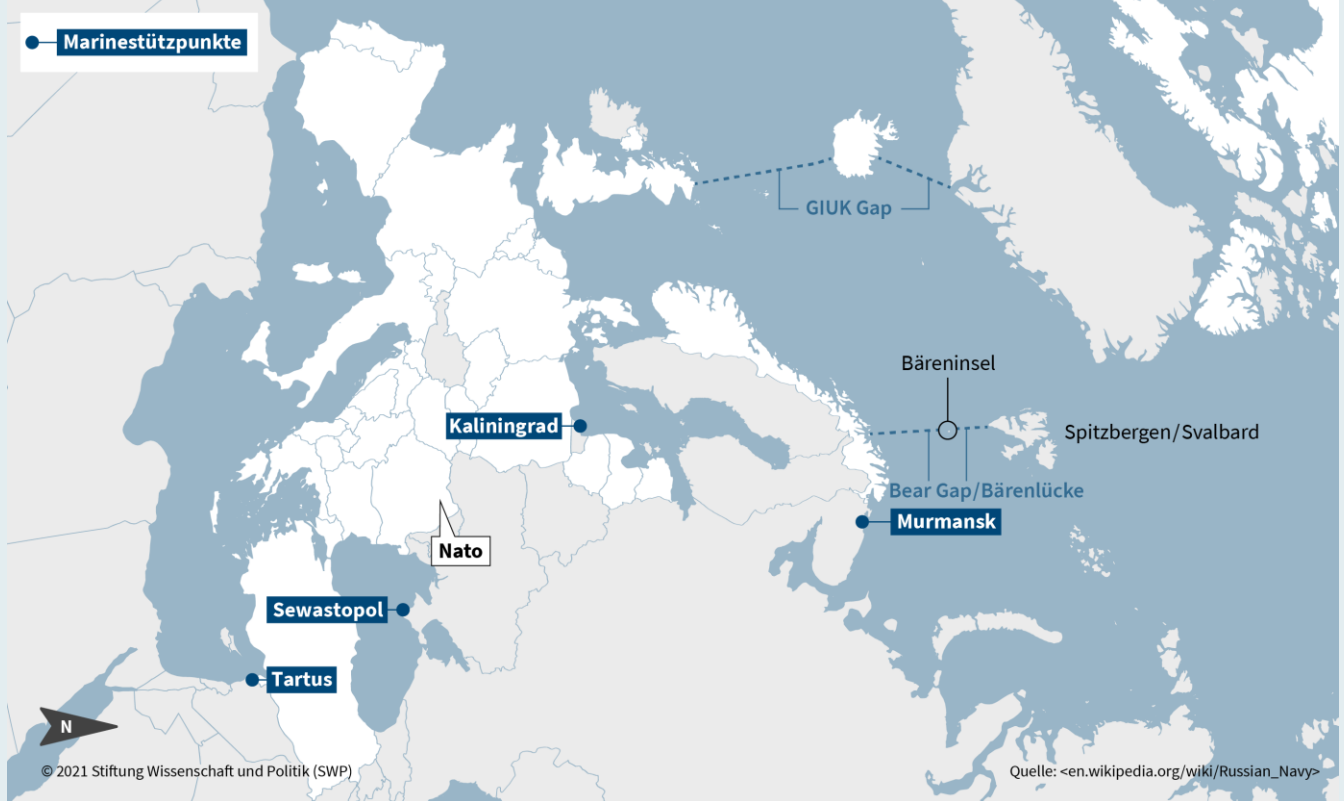 Marinestützpunkte
GIUK Gap
Bäreninsel
Kaliningrad
Spitzbergen/Svalbard
Bear Gap/Bärenlücke
Murmansk
Nato
Sewastopol
Tartus
N
© 2021 Stiftung Wissenschaft und Politik (SWP)
Quelle: <en.wikipedia.org/wiki/Russian_Navy>